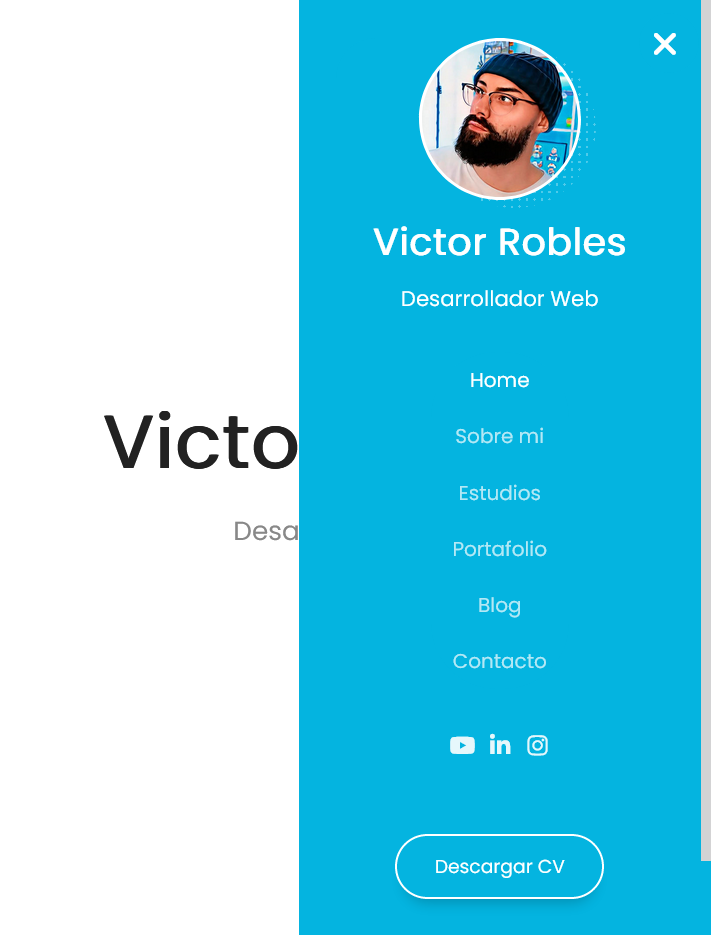 Victor Robles
Desarrollador Web
Home
Sobre mi
Estudios
Portafolio
Blog
Contacto
Descargar CV
Victo
Desa